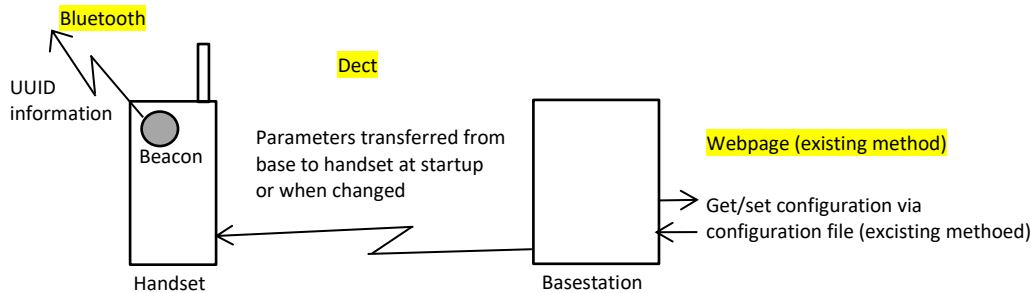 Bluetooth
UUID
information
Beacon
Handset
Dect
Parameters transferred from
base to handset at startup
or when changed
Basestation
Webpage (existing method)
Get/set configuration via
configuration file (excisting methoed)